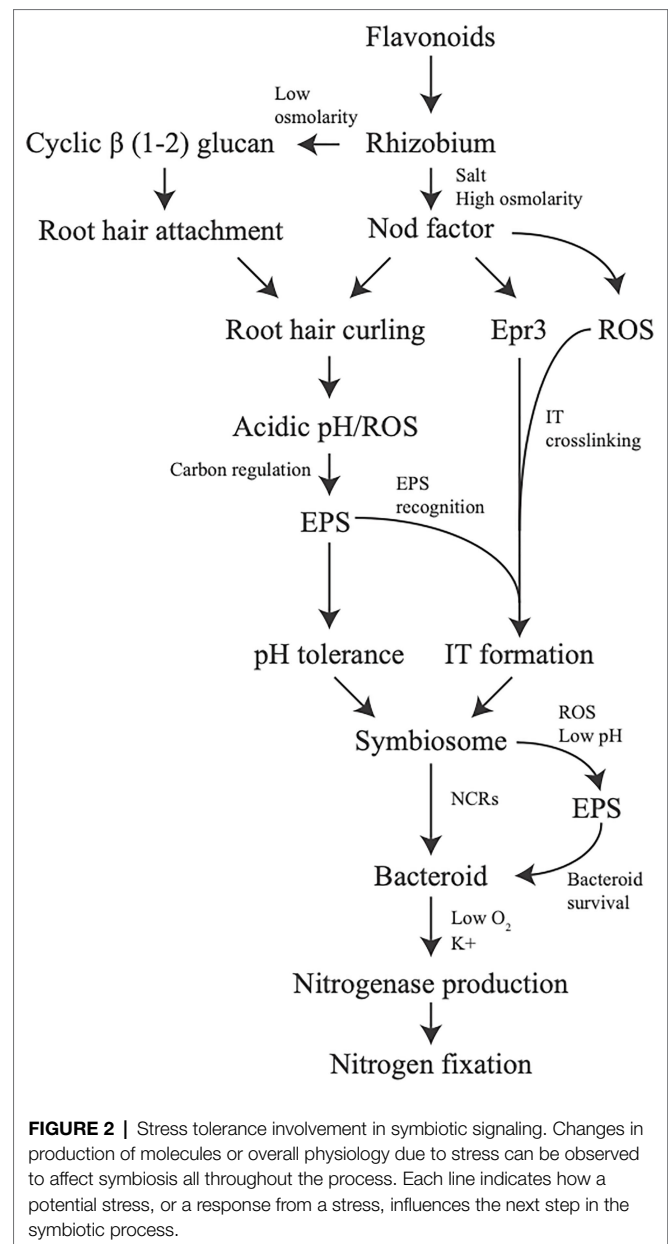 Flavonoids
Low
osmolarity
Cyclic β (1-2) glucan
Rhizobium
Salt
High osmolarity
Root hair attachment
Nod factor
Root hair curling
Epr3
ROS
IT
crosslinking
Acidic pH/ROS
Carbon regulation
EPS
recognition
EPS
pH tolerance
IT formation
ROS
Low pH
Symbiosome
NCRs
EPS
Bacteroid
Bacteroid
survival
Low O₂
K+
Nitrogenase production
Nitrogen fixation
FIGURE 2 | Stress tolerance involvement in symbiotic signaling. Changes in
production of molecules or overall physiology due to stress can be observed
to affect symbiosis all throughout the process. Each line indicates how a
potential stress, or a response from a stress, influences the next step in the
symbiotic process.